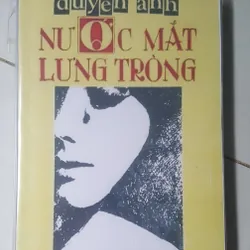 duyên anh
NƯỚC MẮT
LƯNG TRÒNG